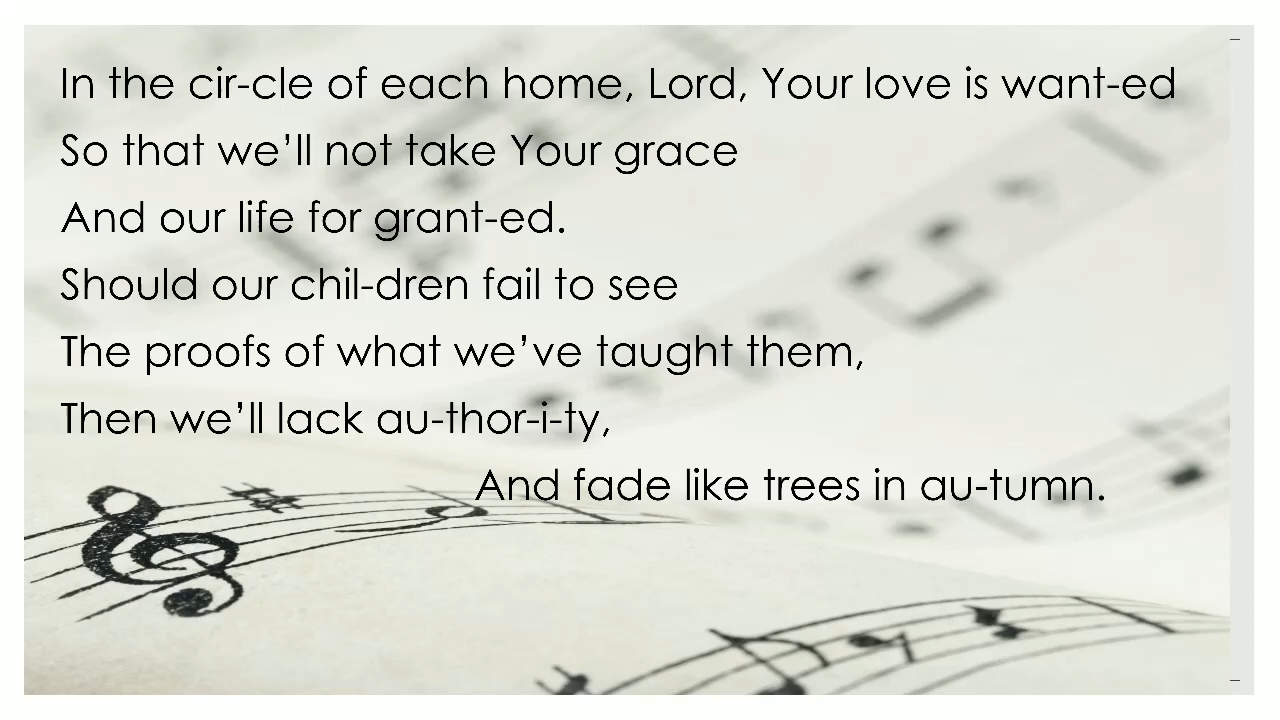 In the cir-cle of each home, Lord, Your love is want-ed
So that we’ll not take Your grace
And our life for grant-ed.
Should our chil-dren fail to see
The proofs of what we’ve taught them,
Then we’ll lack au-thor-i-ty,
And fade like trees in au-tumn.